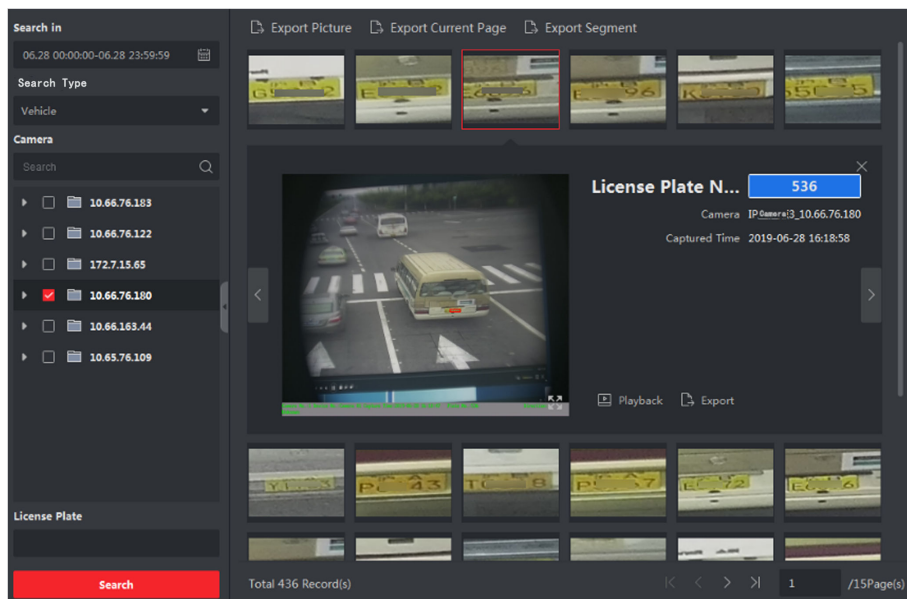 Search in
06.28 00:00:00-06.28 23:59:59
Search Type
Vehicle
Camera
Search
10.66.76.183
10.66.76.122
172.7.15.65
10.66.76.180
10.66.163.44
10.65.76.109
License Plate
Search
Export Picture
Export Current Page
Export Segment
License Plate N...
536
Camera IPCamera3_10.66.76.180
Captured Time 2019-06-28 16:18:58
Playback
Export
Total 436 Record(s)
1
/15Page(s)